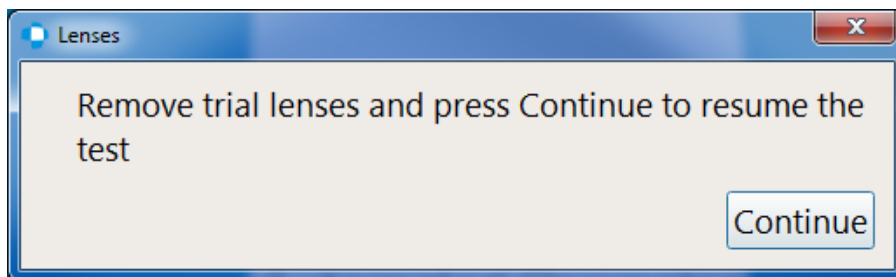 Lenses
Remove trial lenses and press Continue to resume the
test
Continue